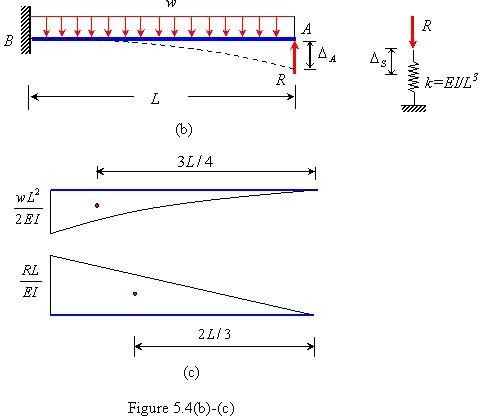 w
B
A
Δ_A
R
L
(b)
R
Δ_S
k=EI/L^3
3L/4
wL^2
2EI
RL
EI
2L/3
(c)
Figure 5.4(b)-(c)